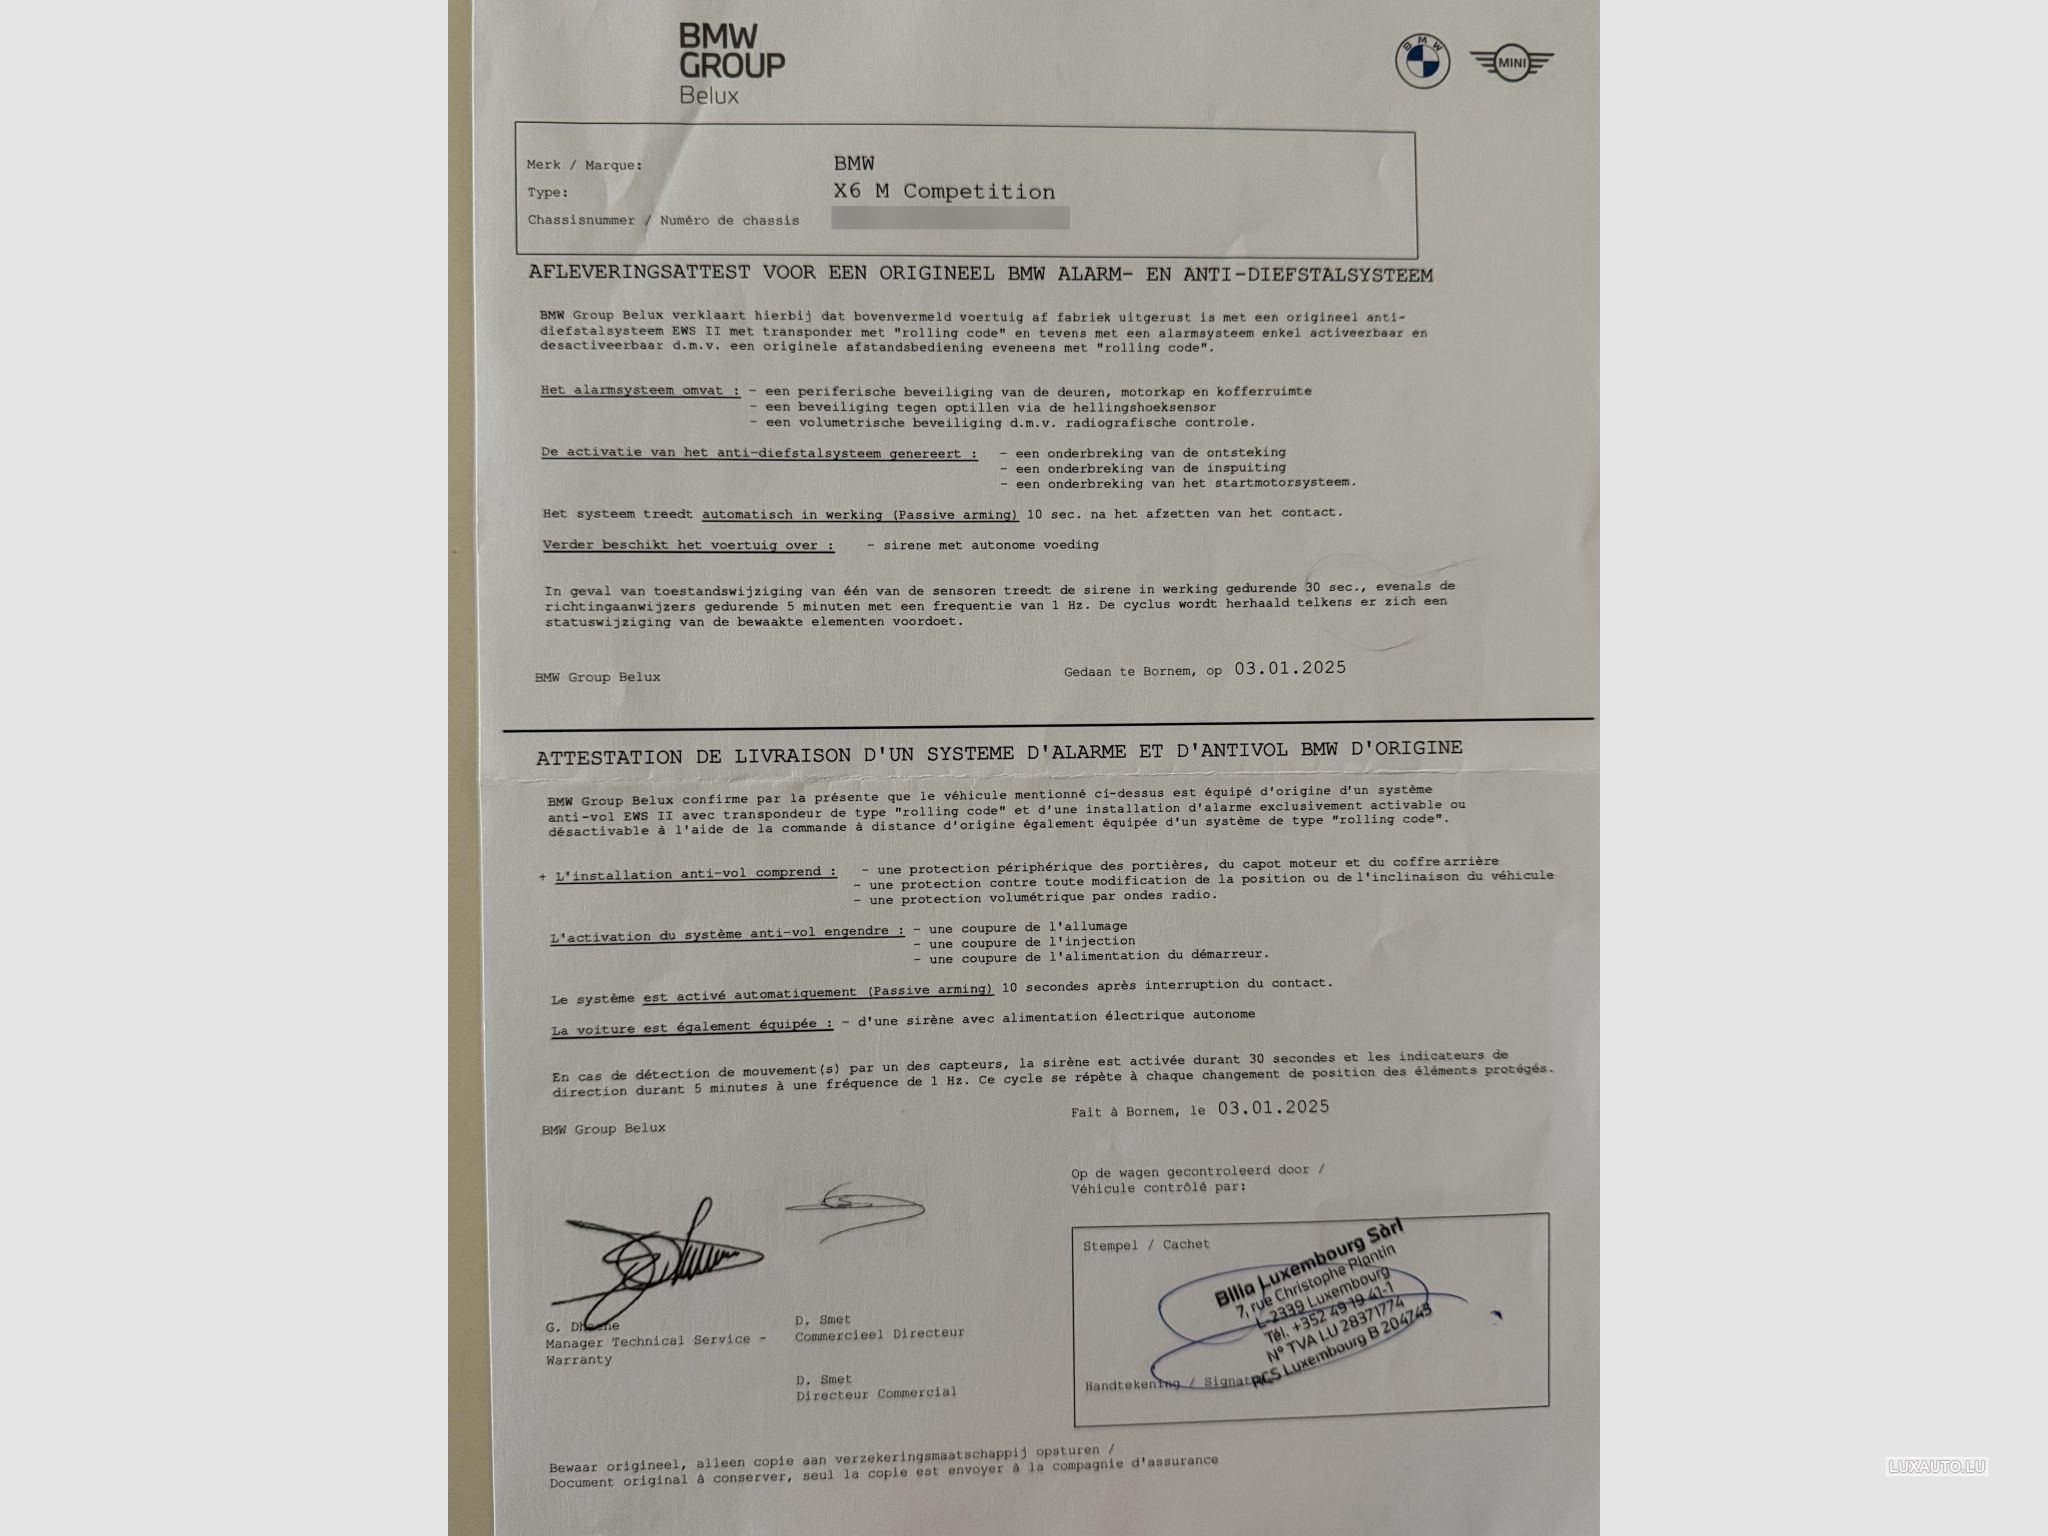 BMW
GROUP
Belux
BMW
MINI
Merk / Marque: BMW
Type: X6 M Competition
Chassisnummer / Numéro de chassis
AFLEVERINGSATTEST VOOR EEN ORIGINEEL BMW ALARM- EN ANTI-DIEFSTALSYSTEEM
BMW Group Belux verklaart hierbij dat bovenvermeld voertuig af fabriek uitgerust is met een origineel anti-
diefstalsysteem EWS II met transponder met "rolling code" en tevens met een alarmsysteem enkel activeerbaar en
desactiveerbaar d.m.v. een originele afstandsbediening eveneens met "rolling code".
Het alarmsysteem omvat : - een periferische beveiliging van de deuren, motorkap en kofferruimte
- een beveiliging tegen optillen via de hellingshoeksensor
- een volumetrische beveiliging d.m.v. radiografische controle.
De activatie van het anti-diefstalsysteem genereert : - een onderbreking van de ontsteking
- een onderbreking van de inspuiting
- een onderbreking van het startmotorsysteem.
Het systeem treedt automatisch in werking (Passive arming) 10 sec. na het afzetten van het contact.
Verder beschikt het voertuig over : - sirene met autonome voeding
In geval van toestandswijziging van één van de sensoren treedt de sirene in werking gedurende 30 sec., evenals de
richtingaanwijzers gedurende 5 minuten met een frequentie van 1 Hz. De cyclus wordt herhaald telkens er zich een
statuswijziging van de bewaakte elementen voordoet.
BMW Group Belux
Gedaan te Bornem, op 03.01.2025
ATTESTATION DE LIVRAISON D'UN SYSTEME D'ALARME ET D'ANTIVOL BMW D'ORIGINE
BMW Group Belux confirme par la présente que le véhicule mentionné ci-dessus est équipé d'origine d'un système
anti-vol EWS II avec transpondeur de type "rolling code" et d'une installation d'alarme exclusivement activable ou
désactivable à l'aide de la commande à distance d'origine également équipée d'un système de type "rolling code".
+ L'installation anti-vol comprend : - une protection périphérique des portières, du capot moteur et du coffre arrière
- une protection contre toute modification de la position ou de l'inclinaison du véhicule
- une protection volumétrique par ondes radio.
L'activation du système anti-vol engendre : - une coupure de l'allumage
- une coupure de l'injection
- une coupure de l'alimentation du démarreur.
Le système est activé automatiquement (Passive arming) 10 secondes après interruption du contact.
La voiture est également équipée : - d'une sirène avec alimentation électrique autonome
En cas de détection de mouvement(s) par un des capteurs, la sirène est activée durant 30 secondes et les indicateurs de
direction durant 5 minutes à une fréquence de 1 Hz. Ce cycle se répète à chaque changement de position des éléments protégés.
Fait à Bornem, le 03.01.2025
BMW Group Belux
Op de wagen gecontroleerd door /
Véhicule contrôlé par:
Stempel / Cachet
Bilia Luxembourg Sàrl
7, rue Christophe Plantin
L-2339 Luxembourg
Tél. +352 49 19 41-1
N° TVA LU 28371774
RCS Luxembourg B 204743
Handtekening /
G. Dhaene
Manager Technical Service -
Warranty
D. Smet
Commercieel Directeur
D. Smet
Directeur Commercial
Bewaar origineel, alleen copie aan verzekeringsmaatschappij opsturen /
Document original à conserver, seul la copie est envoyer à la compagnie d'assurance
LUXAUTO.LU